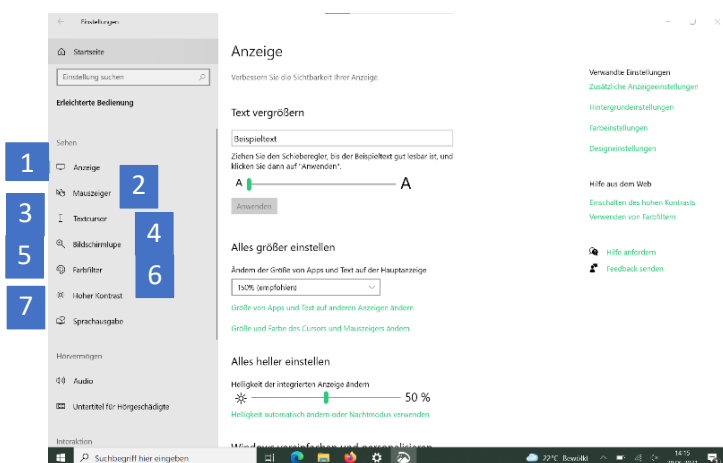 Einstellungen
Startseite
Einstellung suchen
Erleichterte Bedienung
Sehen
1
Anzeige
2
Mauszeiger
3
Textcursor
4
Bildschirmlupe
5
Farbfilter
6
Hoher Kontrast
7
Sprachausgabe
Hörvermögen
Audio
Untertitel für Hörgeschädigte
Interaktion
Anzeige
Verbessern Sie die Sichtbarkeit Ihrer Anzeige.
Text vergrößern
Beispieltext
Ziehen Sie den Schieberegler, bis der Beispieltext gut lesbar ist, und
klicken Sie dann auf "Anwenden".
A A
Anwenden
Alles größer einstellen
Ändern der Größe von Apps und Text auf der Hauptanzeige
150% (empfohlen)
Größe von Apps und Text auf anderen Anzeigen ändern
Größe und Farbe des Cursors und Mauszeigers ändern
Alles heller einstellen
Helligkeit der integrierten Anzeige ändern
50 %
Helligkeit automatisch ändern oder Nachtmodus verwenden
Windows vereinfachen und personalisieren
Verwandte Einstellungen
Zusätzliche Anzeigeeinstellungen
Hintergrundeinstellungen
Farbeinstellungen
Designeinstellungen
Hilfe aus dem Web
Einschalten des hohen Kontrasts
Verwenden von Farbfiltern
Hilfe anfordern
Feedback senden
Suchbegriff hier eingeben
22°C Bewölkt
14:15